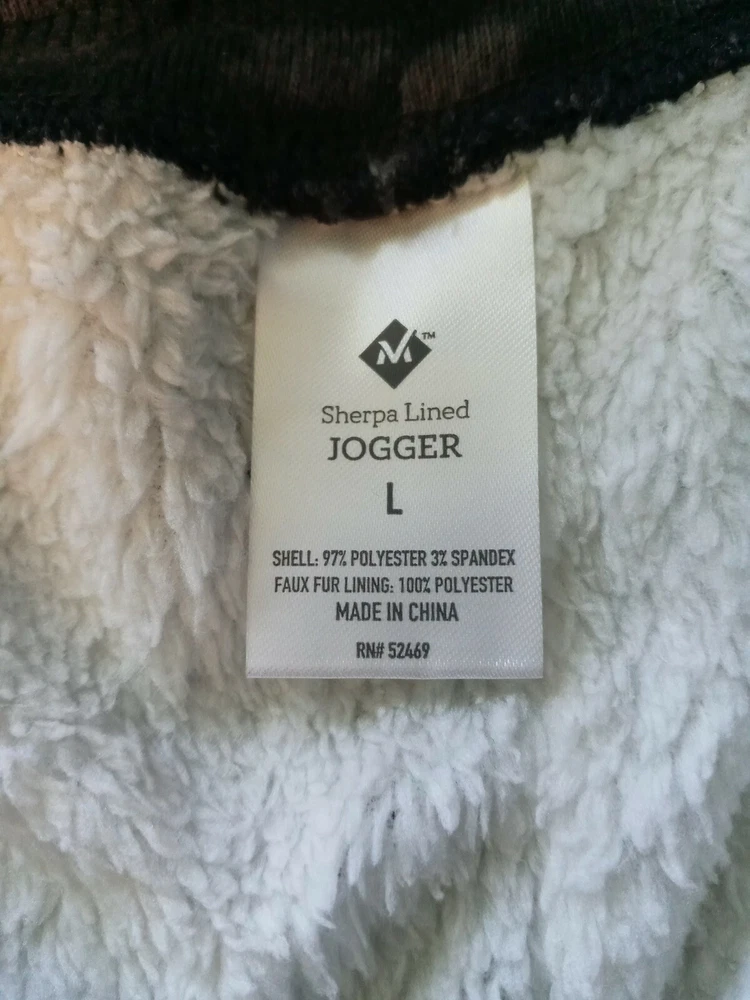 M™
Sherpa Lined
JOGGER
L
SHELL: 97% POLYESTER 3% SPANDEX
FAUX FUR LINING: 100% POLYESTER
MADE IN CHINA
RN# 52469